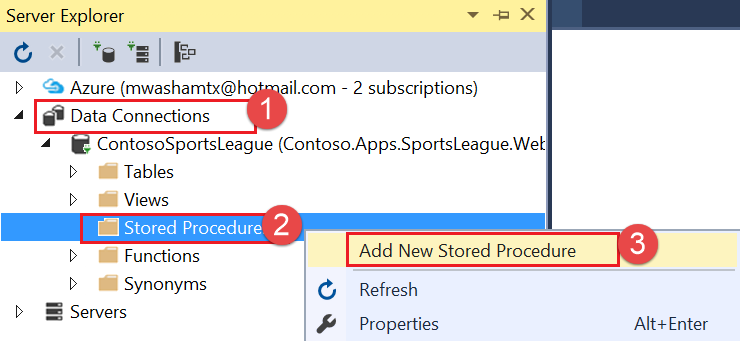 Server Explorer
Azure (mwashamtx@hotmail.com - 2 subscriptions)
Data Connections 1
ContosoSportsLeague (Contoso.Apps.SportsLeague.Web
Tables
Views
Stored Procedure 2
Add New Stored Procedure 3
Functions
Refresh
Synonyms
Servers
Properties Alt+Enter